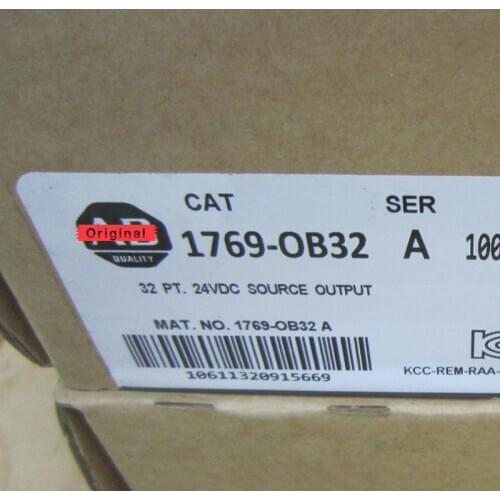 CAT
SER
AB
Original
QUALITY
1769-OB32 A 100
32 PT. 24VDC SOURCE OUTPUT
MAT. NO. 1769-OB32 A
10611320915669
KCC-REM-RAA-